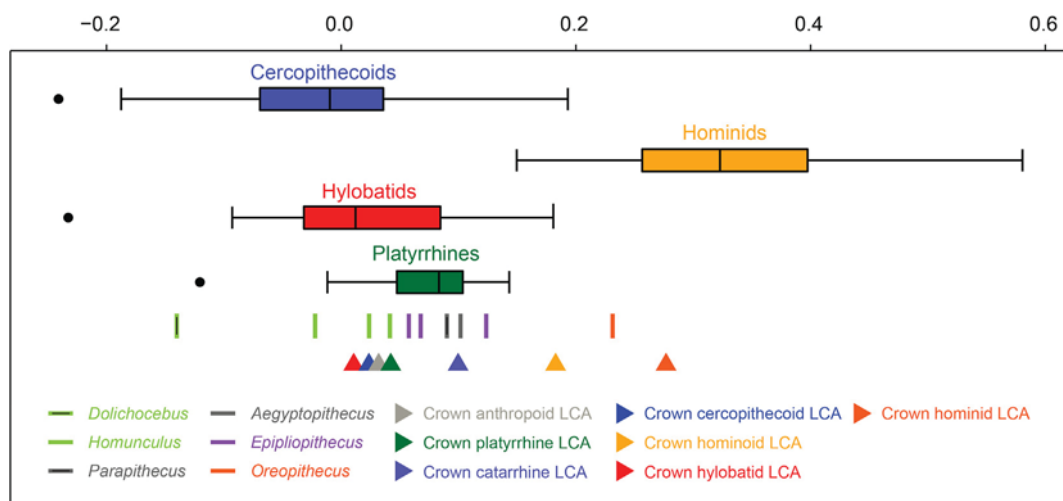 −0.2 0.0 0.2 0.4 0.6
Cercopithecoids
Hominids
Hylobatids
Platyrrhines
Dolichocebus Aegyptopithecus Crown anthropoid LCA Crown cercopithecoid LCA Crown hominid LCA
Homunculus Epipliopithecus Crown platyrrhine LCA Crown hominoid LCA
Parapithecus Oreopithecus Crown catarrhine LCA Crown hylobatid LCA